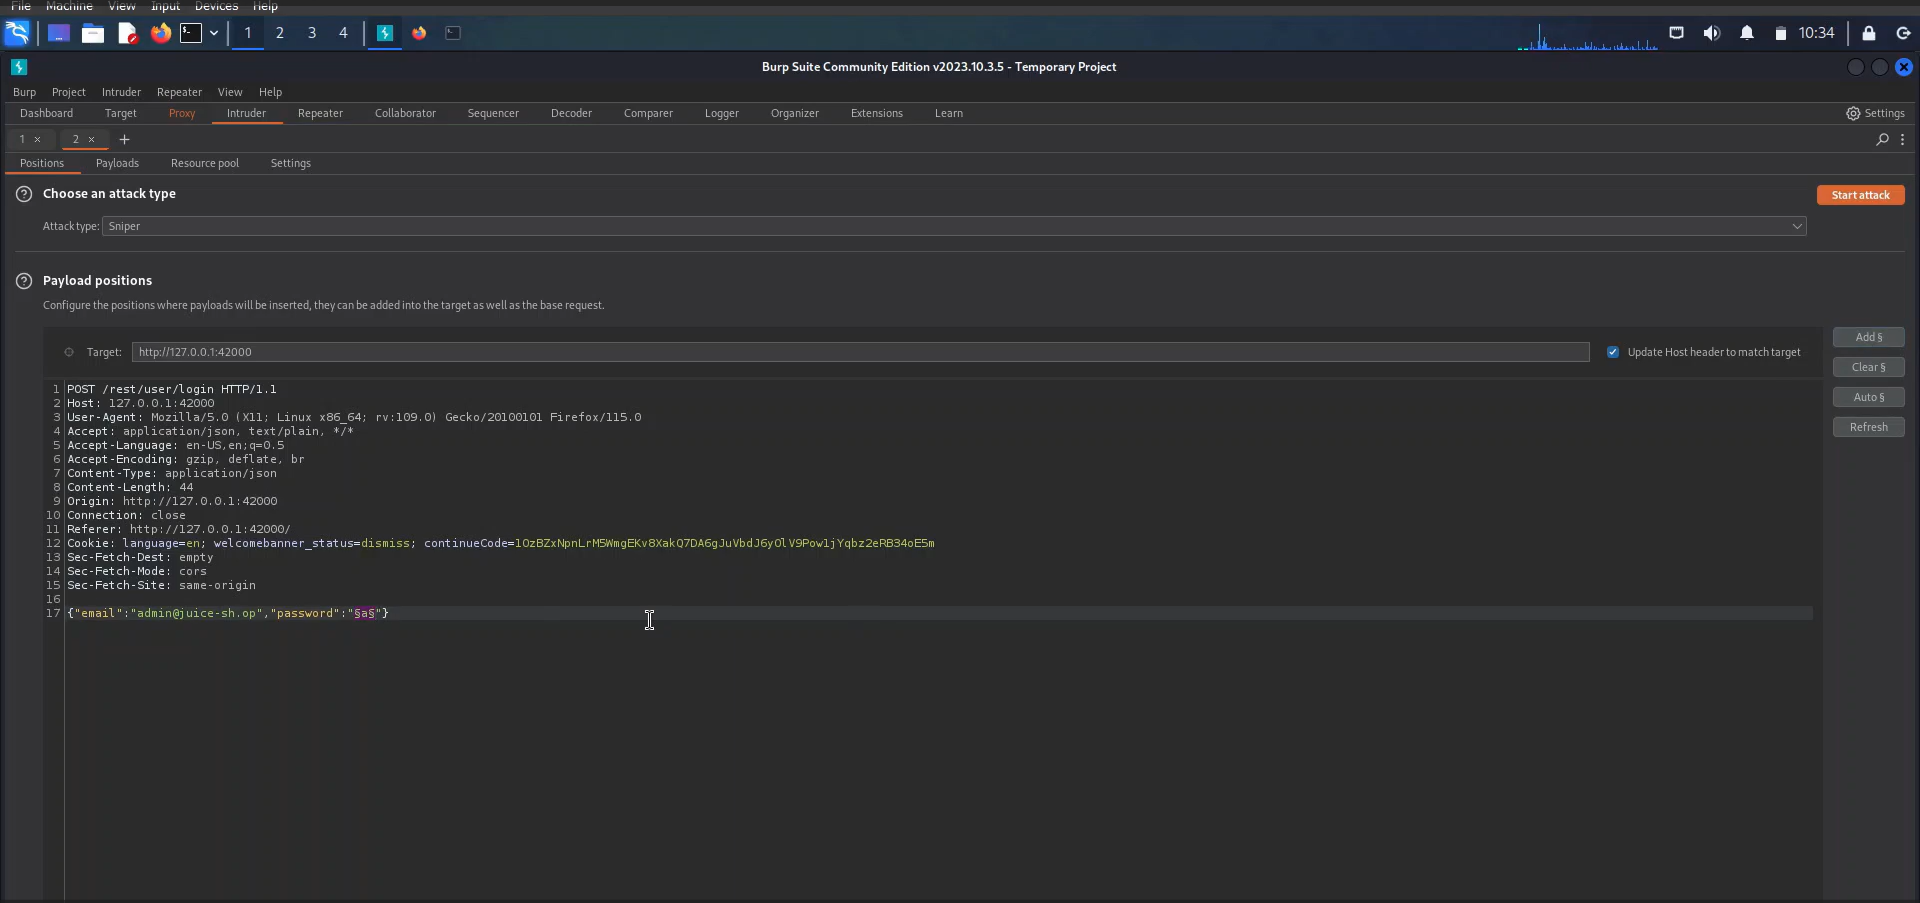 File Machine View Input Devices Help
1 2 3 4 10:34
Burp Suite Community Edition v2023.10.3.5 - Temporary Project
Burp Project Intruder Repeater View Help
Dashboard Target Proxy Intruder Repeater Collaborator Sequencer Decoder Comparer Logger Organizer Extensions Learn Settings
1 × 2 × +
Positions Payloads Resource pool Settings
? Choose an attack type Start attack
Attack type: Sniper
? Payload positions
Configure the positions where payloads will be inserted, they can be added into the target as well as the base request.
Target: http://127.0.0.1:42000 Update Host header to match target
Add §
Clear §
Auto §
Refresh
1 POST /rest/user/login HTTP/1.1
2 Host: 127.0.0.1:42000
3 User-Agent: Mozilla/5.0 (X11; Linux x86_64; rv:109.0) Gecko/20100101 Firefox/115.0
4 Accept: application/json, text/plain, */*
5 Accept-Language: en-US,en;q=0.5
6 Accept-Encoding: gzip, deflate, br
7 Content-Type: application/json
8 Content-Length: 44
9 Origin: http://127.0.0.1:42000
10 Connection: close
11 Referer: http://127.0.0.1:42000/
12 Cookie: language=en; welcomebanner_status=dismiss; continueCode=lOzBZxNpnLrM5WmgEKv8XakQ7DA6gJuVbdJ6yOlV9PowljYqbz2eRB34oE5m
13 Sec-Fetch-Dest: empty
14 Sec-Fetch-Mode: cors
15 Sec-Fetch-Site: same-origin
16
17 {"email":"admin@juice-sh.op","password":"§a§"}